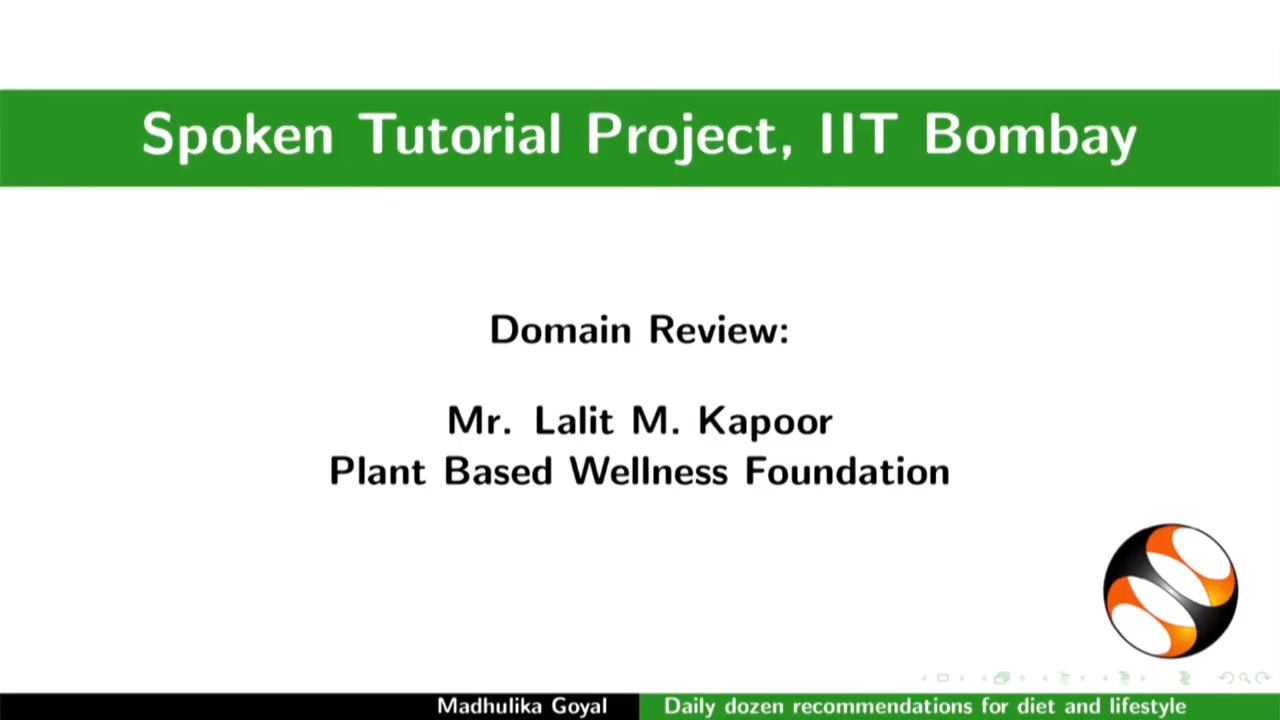 Spoken Tutorial Project, IIT Bombay
Domain Review:
Mr. Lalit M. Kapoor
Plant Based Wellness Foundation
Madhulika Goyal
Daily dozen recommendations for diet and lifestyle